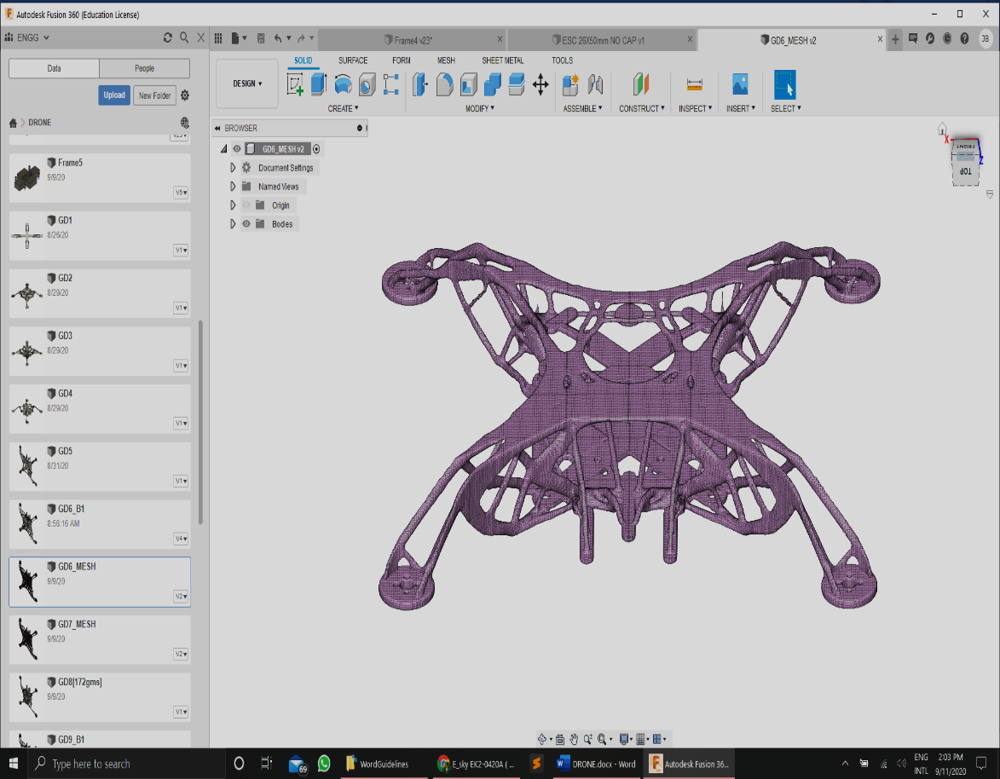 Autodesk Fusion 360 (Education License)
ENGG
Frame4 v23*
ESC 26X50mm NO CAP v1
GD6_MESH v2
JB
Data
People
Upload
New Folder
DRONE
SOLID
SURFACE
FORM
MESH
SHEET METAL
TOOLS
DESIGN
CREATE
MODIFY
ASSEMBLE
CONSTRUCT
INSPECT
INSERT
SELECT
BROWSER
GD6_MESH v2
Document Settings
Named Views
Origin
Bodies
X
FRONT
Z
TOP
Frame5
9/9/20
V5
GD1
8/26/20
V1
GD2
8/29/20
V1
GD3
8/29/20
V1
GD4
8/29/20
V1
GD5
8/31/20
V1
GD6_B1
8:56:16 AM
V4
GD6_MESH
9/9/20
V2
GD7_MESH
9/9/20
V2
GD8[172gms]
9/9/20
V1
GD9_B1
Type here to search
69
WordGuidelines
E_sky EK2-0420A ( ...
DRONE.docx - Word
Autodesk Fusion 36...
ENG
INTL
2:03 PM
9/11/2020